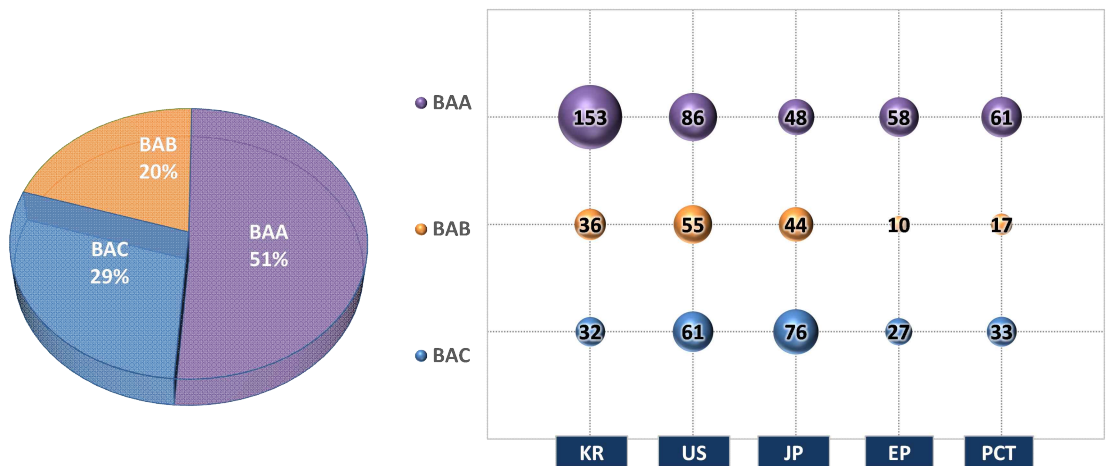 BAB
20%
BAA
51%
BAC
29%
BAA
BAB
BAC
153 86 48 58 61
36 55 44 10 17
32 61 76 27 33
KR US JP EP PCT